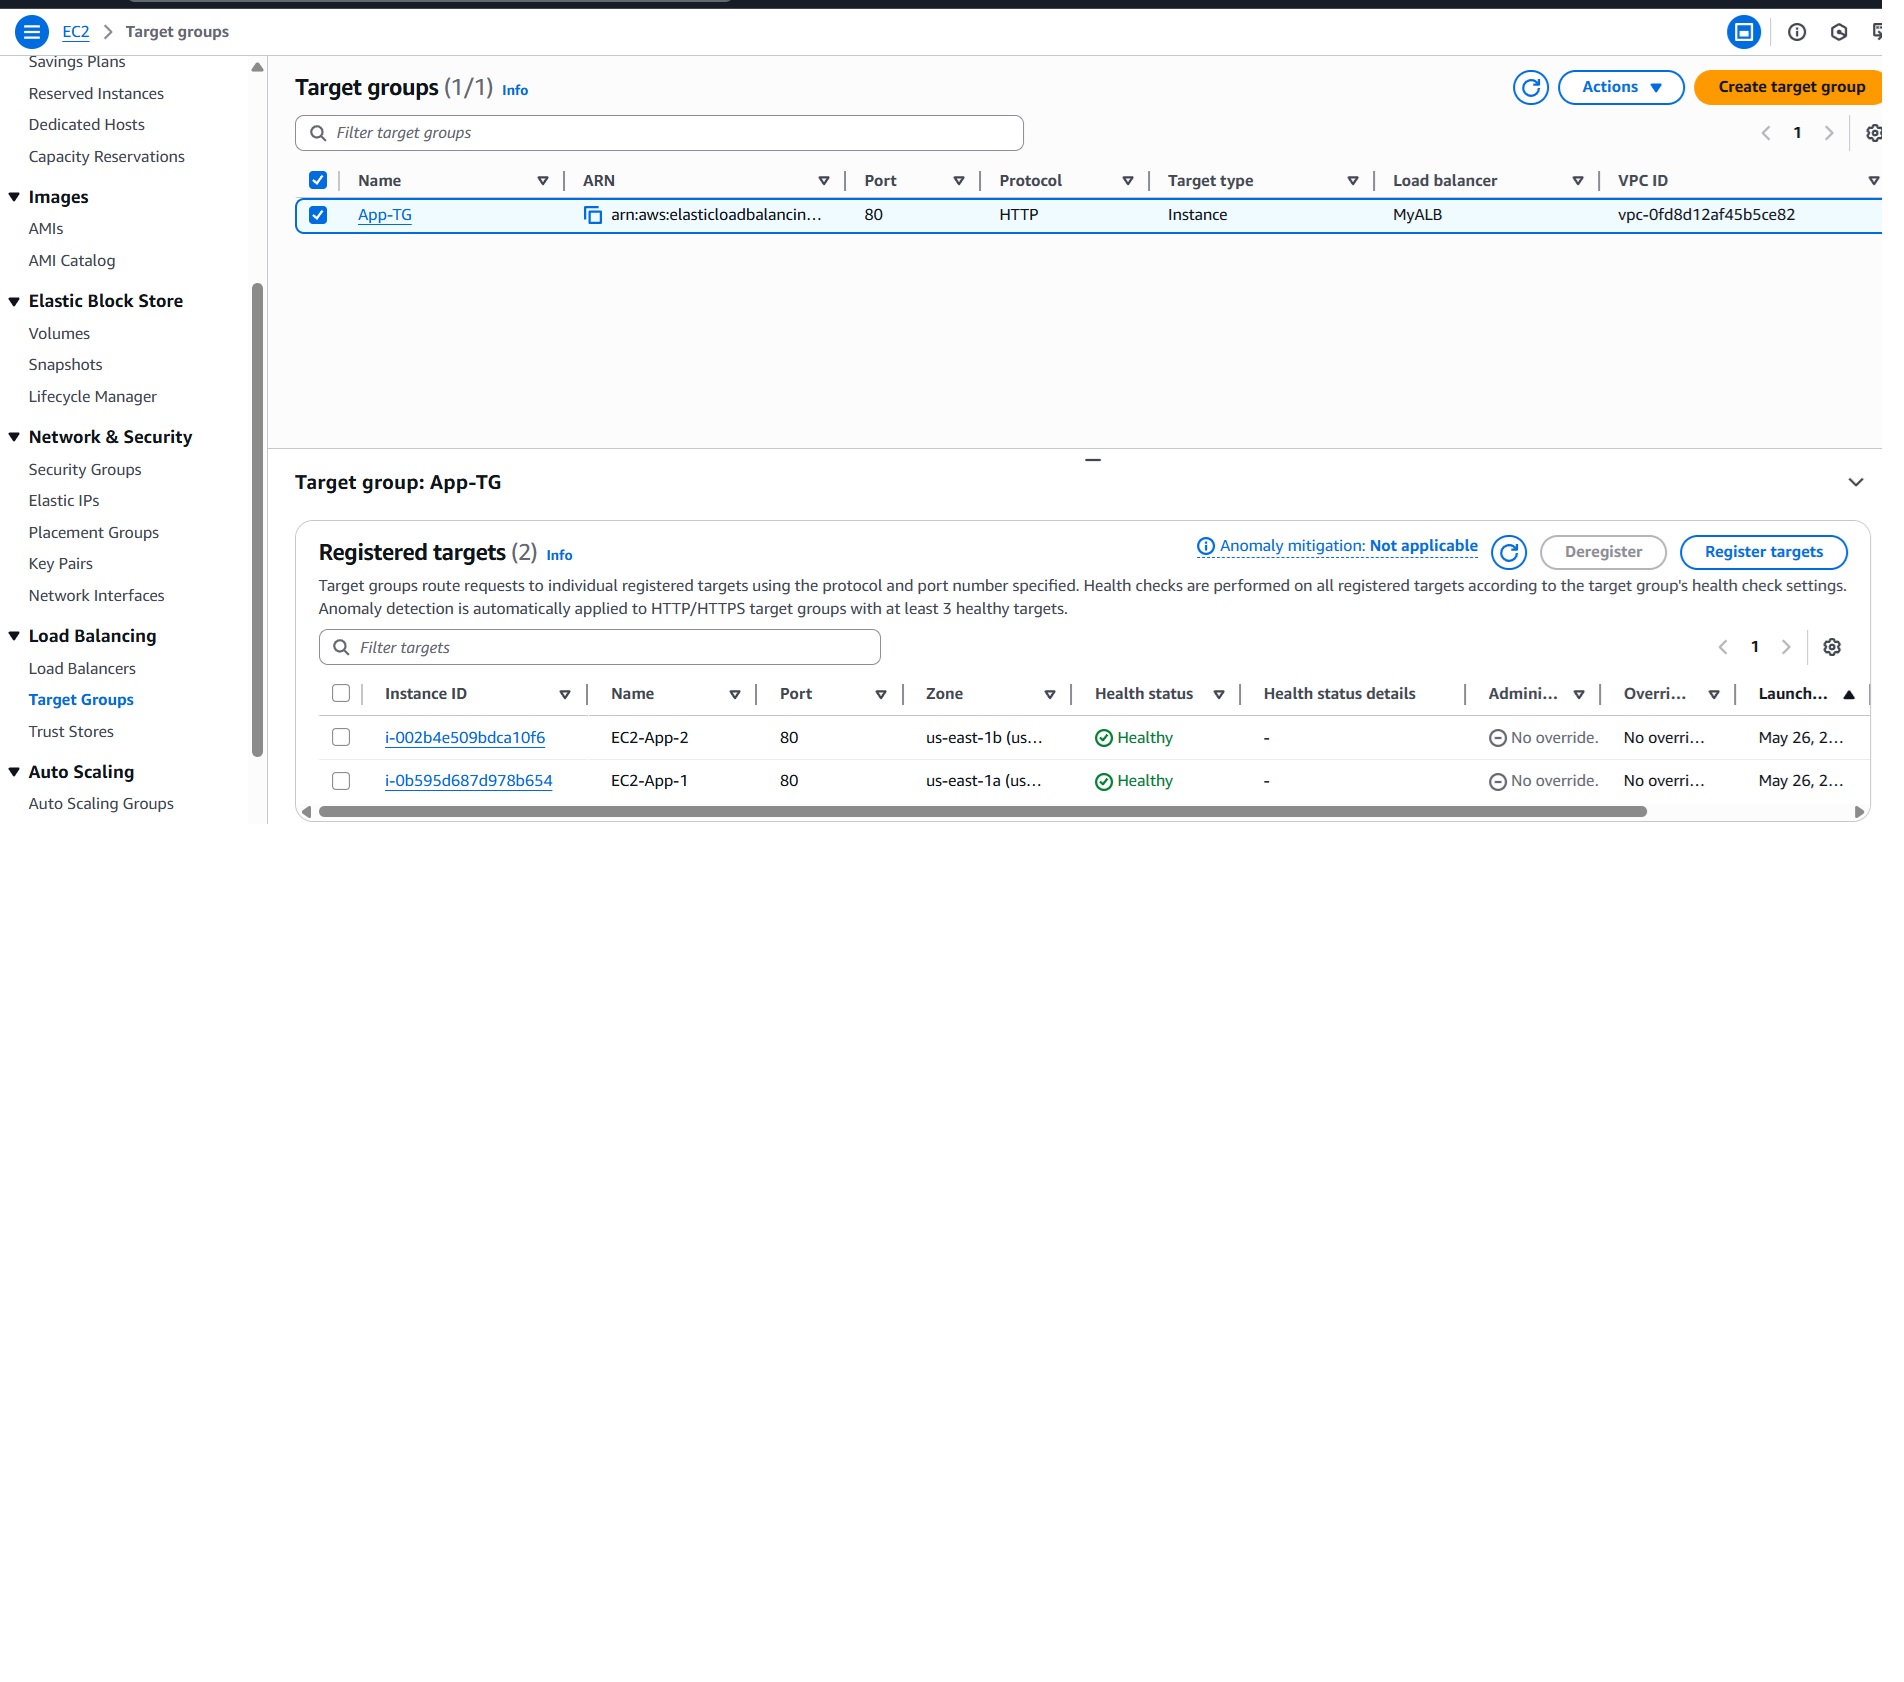 EC2 > Target groups
Savings Plans
Reserved Instances
Dedicated Hosts
Capacity Reservations
Images
AMIs
AMI Catalog
Elastic Block Store
Volumes
Snapshots
Lifecycle Manager
Network & Security
Security Groups
Elastic IPs
Placement Groups
Key Pairs
Network Interfaces
Load Balancing
Load Balancers
Target Groups
Trust Stores
Auto Scaling
Auto Scaling Groups
Target groups (1/1) Info
Actions
Create target group
Filter target groups
1
Name ARN Port Protocol Target type Load balancer VPC ID
App-TG arn:aws:elasticloadbalancin... 80 HTTP Instance MyALB vpc-0fd8d12af45b5ce82
Target group: App-TG
Registered targets (2) Info
Anomaly mitigation: Not applicable
Deregister
Register targets
Target groups route requests to individual registered targets using the protocol and port number specified. Health checks are performed on all registered targets according to the target group's health check settings.
Anomaly detection is automatically applied to HTTP/HTTPS target groups with at least 3 healthy targets.
Filter targets
1
Instance ID Name Port Zone Health status Health status details Admini... Overri... Launch...
i-002b4e509bdca10f6 EC2-App-2 80 us-east-1b (us... Healthy - No override. No overri... May 26, 2...
i-0b595d687d978b654 EC2-App-1 80 us-east-1a (us... Healthy - No override. No overri... May 26, 2...